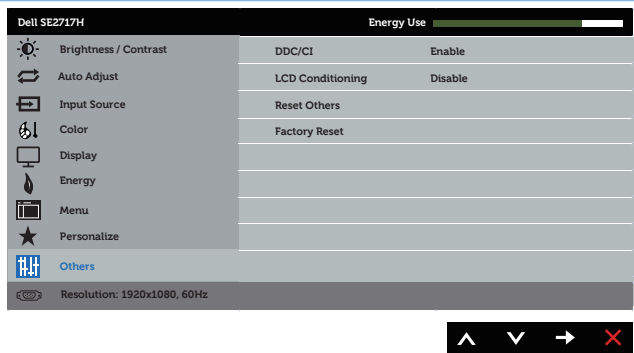 Dell SE2717H Energy Use
Brightness / Contrast DDC/CI Enable
Auto Adjust LCD Conditioning Disable
Input Source Reset Others
Color Factory Reset
Display
Energy
Menu
Personalize
Others
Resolution: 1920x1080, 60Hz